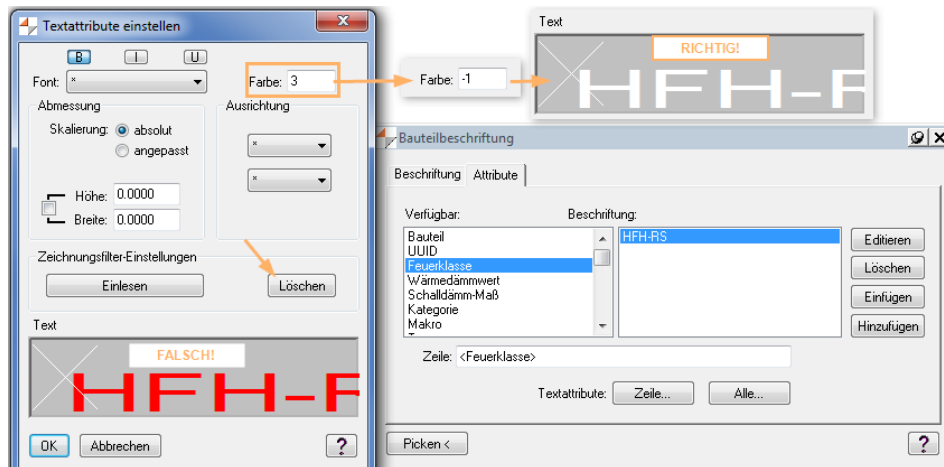 Textattribute einstellen
B I U
Font: *
Farbe: 3
Abmessung
Skalierung: absolut
angepasst
Höhe: 0.0000
Breite: 0.0000
Ausrichtung
*
*
Zeichnungsfilter-Einstellungen
Einlesen
Löschen
Text
FALSCH!
HFH-R
OK
Abbrechen
?
Farbe: -1
Text
RICHTIG!
HFH-R
Bauteilbeschriftung
Beschriftung
Attribute
Verfügbar:
Bauteil
UUID
Feuerklasse
Wärmedämmwert
Schalldämm-Maß
Kategorie
Makro
Beschriftung:
HFH-RS
Editieren
Löschen
Einfügen
Hinzufügen
Zeile: <Feuerklasse>
Textattribute: Zeile... Alle...
Picken <
?